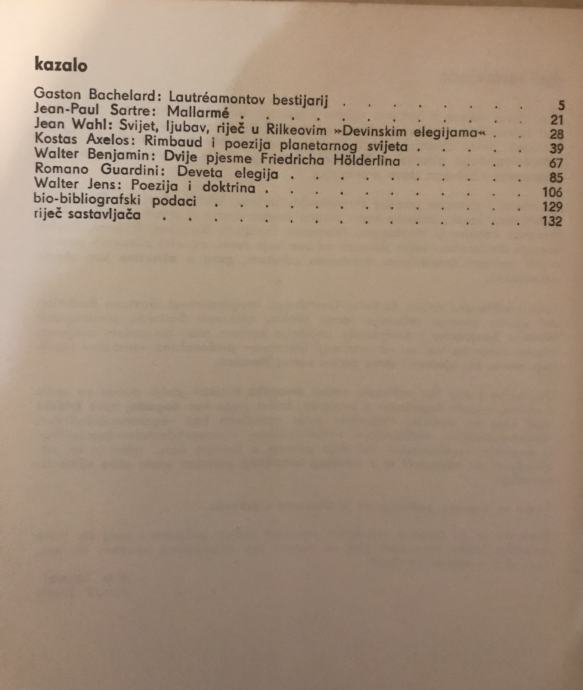 kazalo
Gaston Bachelard: Lautréamontov bestijarij . . . . . . . . 5
Jean-Paul Sartre: Mallarmé . . . . . . . . . . . 21
Jean Wahl: Svijet, ljubav, riječ u Rilkeovim »Devinskim elegijama« . . 28
Kostas Axelos: Rimbaud i poezija planetarnog svijeta . . . . . 39
Walter Benjamin: Dvije pjesme Friedricha Hölderlina . . . . . 67
Romano Guardini: Deveta elegija . . . . . . . . . . 85
Walter Jens: Poezija i doktrina . . . . . . . . . . . 106
bio-bibliografski podaci . . . . . . . . . . . . . 129
riječ sastavljača . . . . . . . . . . . . . . . 132